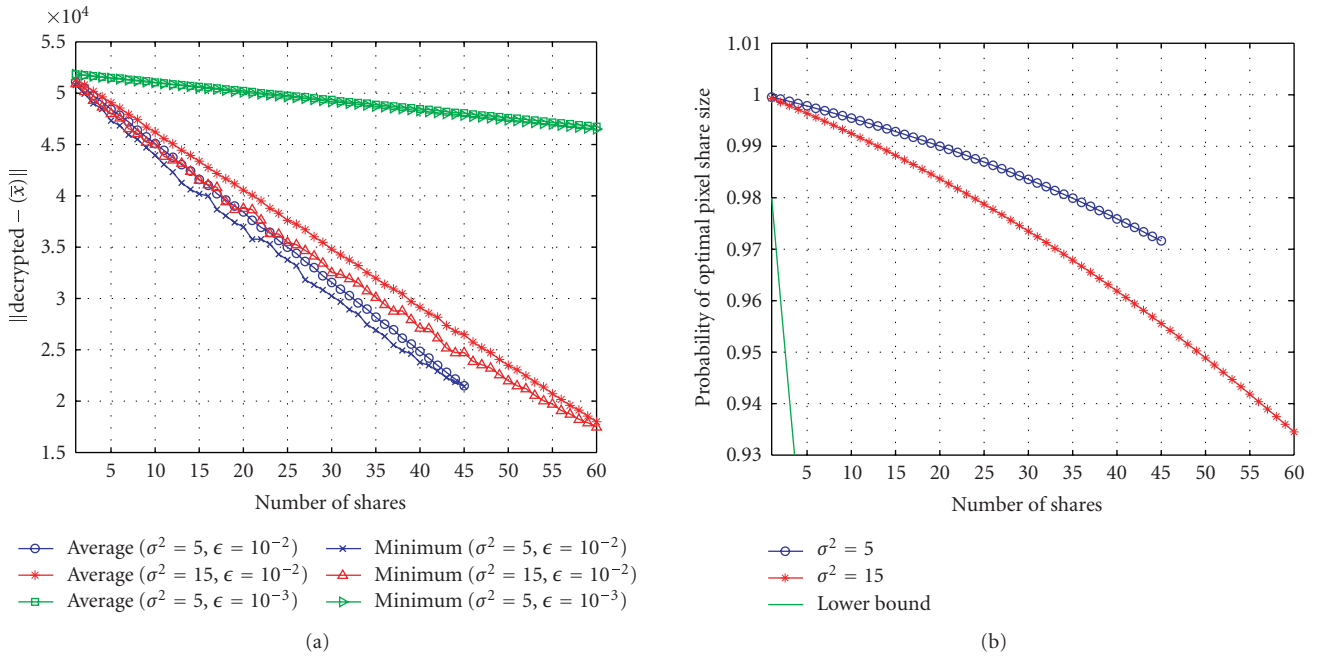 ×10⁴
5.5
5
4.5
4
3.5
3
2.5
2
1.5
||decrypted − (x̅)||
5 10 15 20 25 30 35 40 45 50 55 60
Number of shares
Average (σ² = 5, ϵ = 10⁻²)
Average (σ² = 15, ϵ = 10⁻²)
Average (σ² = 5, ϵ = 10⁻³)
Minimum (σ² = 5, ϵ = 10⁻²)
Minimum (σ² = 15, ϵ = 10⁻²)
Minimum (σ² = 5, ϵ = 10⁻³)
(a)
1.01
1
0.99
0.98
0.97
0.96
0.95
0.94
0.93
Probability of optimal pixel share size
5 10 15 20 25 30 35 40 45 50 55 60
Number of shares
σ² = 5
σ² = 15
Lower bound
(b)